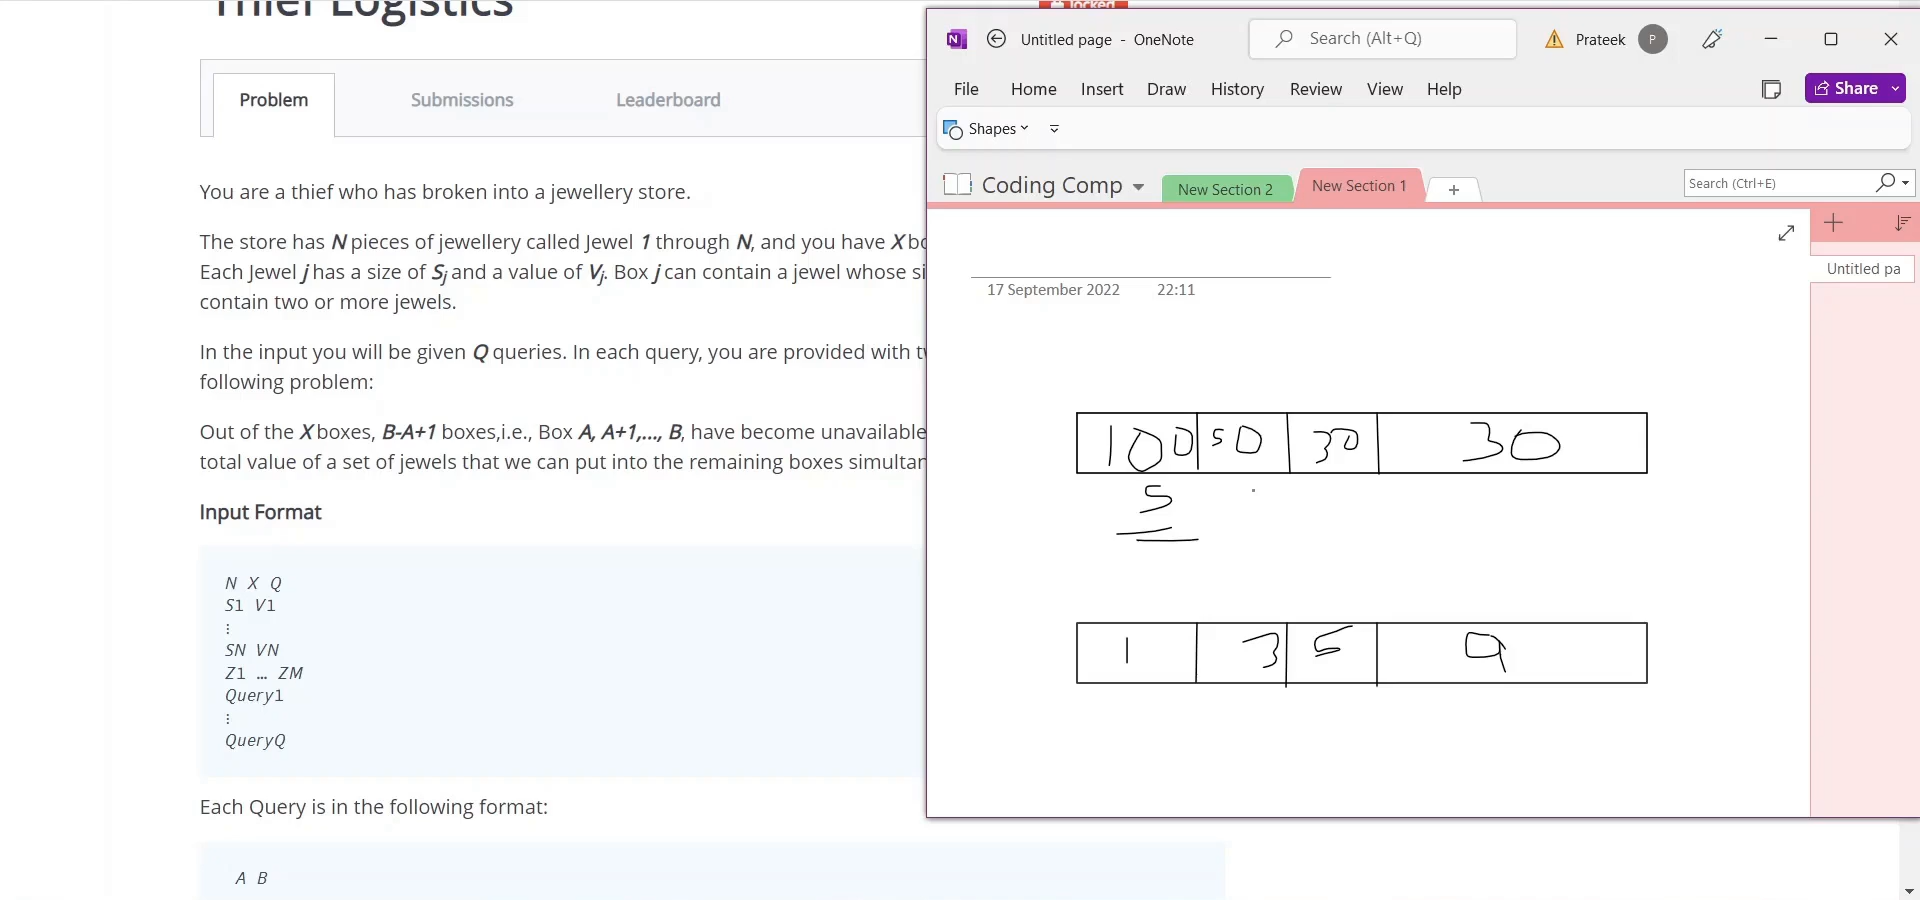 Thief Logistics
locked
Problem
Submissions
Leaderboard
You are a thief who has broken into a jewellery store.
The store has N pieces of jewellery called Jewel 1 through N, and you have X bo
Each Jewel j has a size of Sj and a value of Vj. Box j can contain a jewel whose si
contain two or more jewels.
In the input you will be given Q queries. In each query, you are provided with tw
following problem:
Out of the X boxes, B-A+1 boxes,i.e., Box A, A+1,..., B, have become unavailable
total value of a set of jewels that we can put into the remaining boxes simultan
Input Format
N X Q
S1 V1
⋮
SN VN
Z1 … ZM
Query1
⋮
QueryQ
Each Query is in the following format:
A B
Untitled page - OneNote
Search (Alt+Q)
Prateek
P
File Home Insert Draw History Review View Help
Share
Shapes
Coding Comp
New Section 2
New Section 1
Search (Ctrl+E)
Untitled pa
17 September 2022 22:11
100 50 30 30
5
1 3 5 9